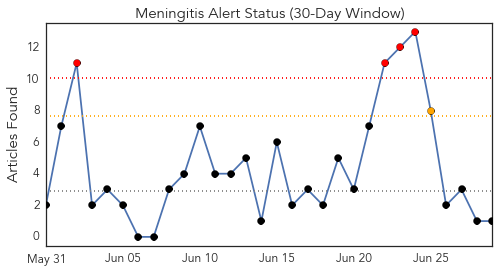 Meningitis Alert Status (30-Day Window)
Articles Found
12
10
8
6
4
2
0
May 31
Jun 05
Jun 10
Jun 15
Jun 20
Jun 25